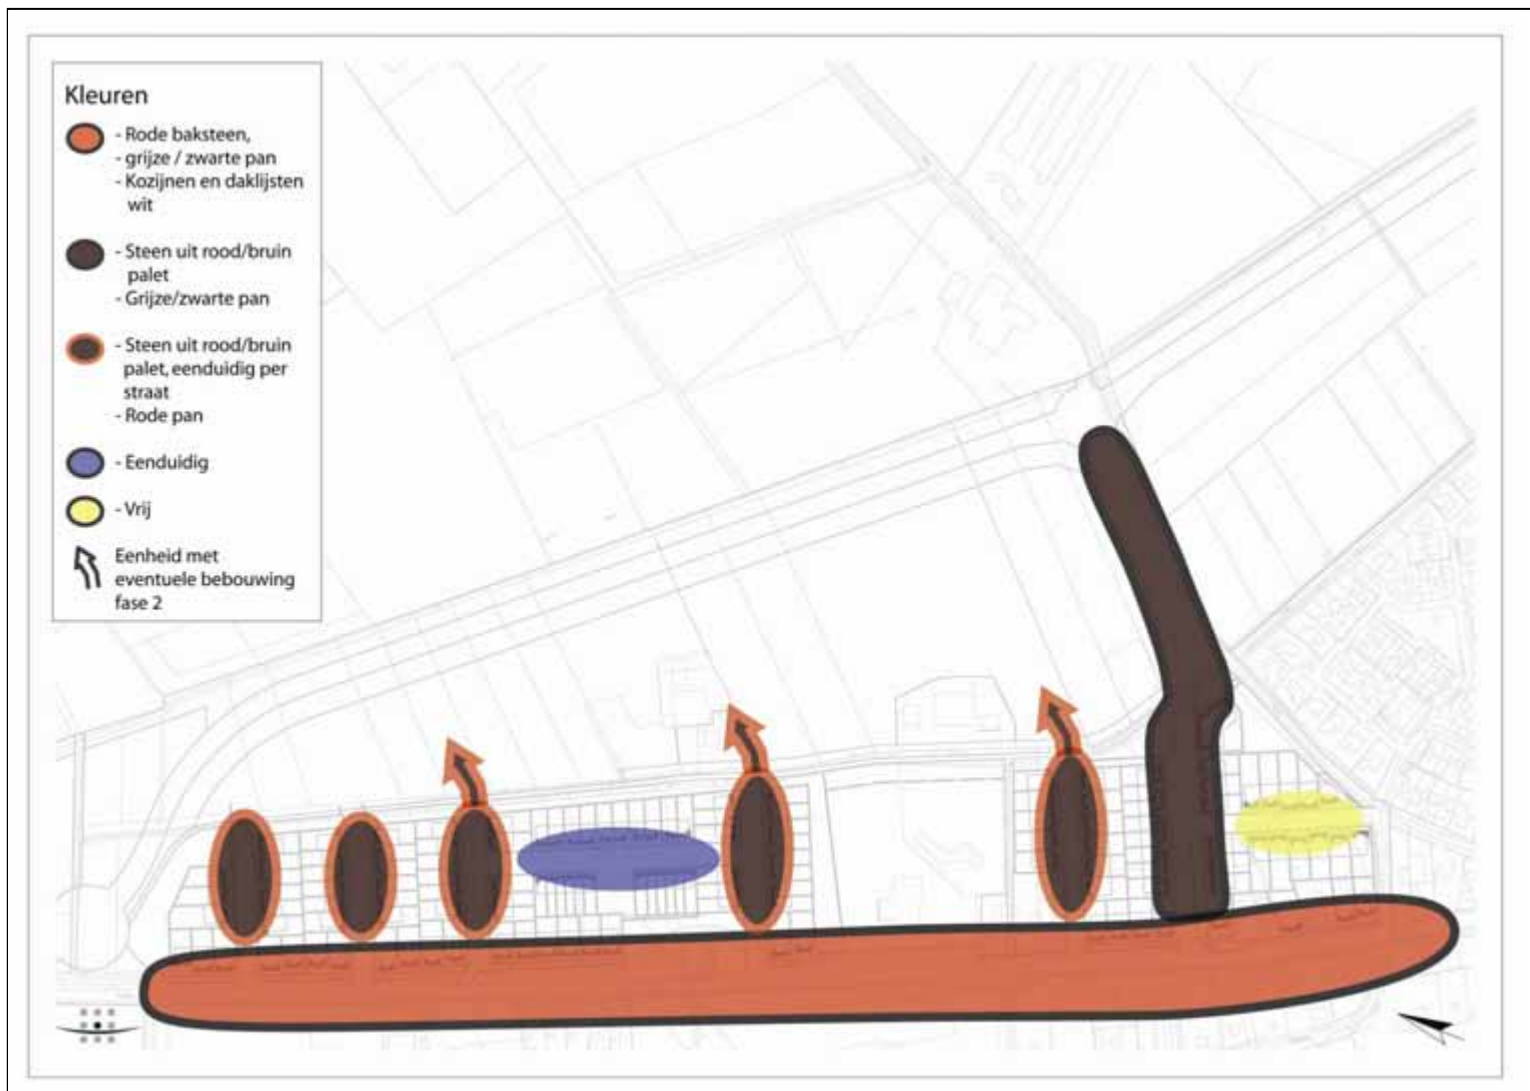 Kleuren
- Rode baksteen,
- grijze / zwarte pan
- Kozijnen en daklijsten
wit
- Steen uit rood/bruin
palet
- Grijze/zwarte pan
- Steen uit rood/bruin
palet, eenduidig per
straat
- Rode pan
- Eenduidig
- Vrij
Eenheid met
eventuele bebouwing
fase 2